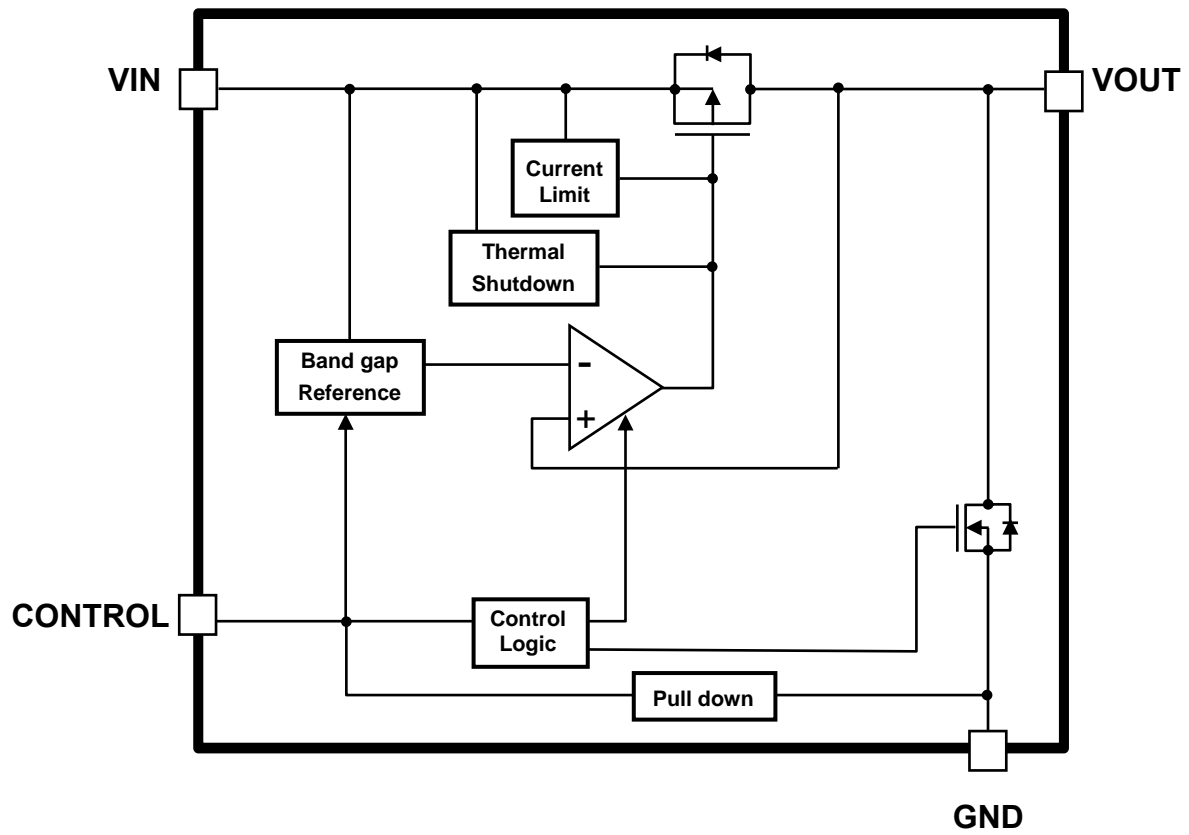 VIN
VOUT
Current
Limit
Thermal
Shutdown
Band gap
Reference
-
+
CONTROL
Control
Logic
Pull down
GND